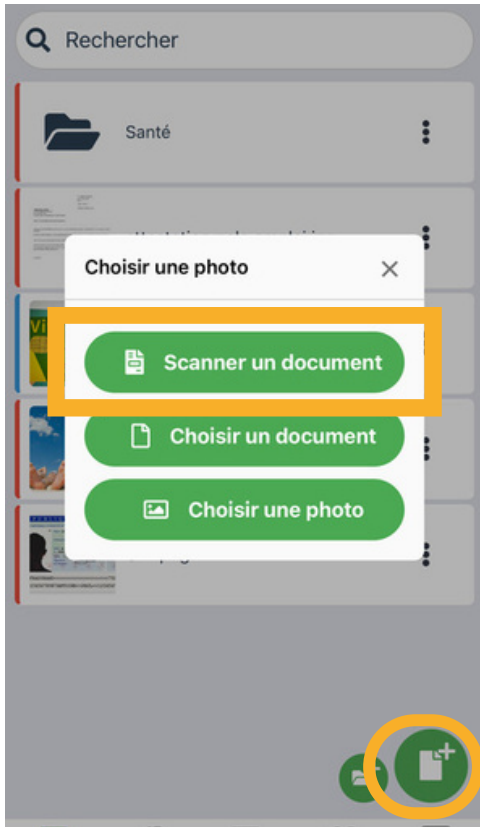 Rechercher
Santé
Choisir une photo
Scanner un document
Choisir un document
Choisir une photo